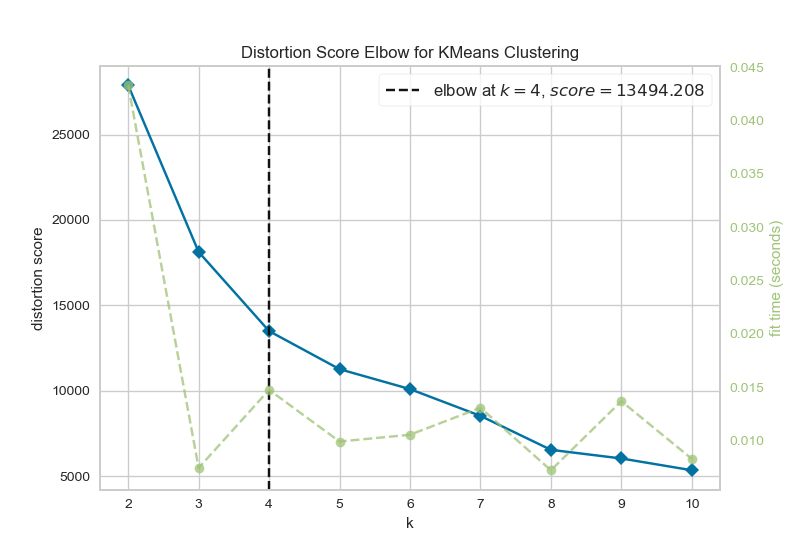 Distortion Score Elbow for KMeans Clustering
elbow at k = 4, score = 13494.208
distortion score
25000
20000
15000
10000
5000
0.045
0.040
0.035
0.030
0.025
0.020
0.015
0.010
fit time (seconds)
2 3 4 5 6 7 8 9 10
k